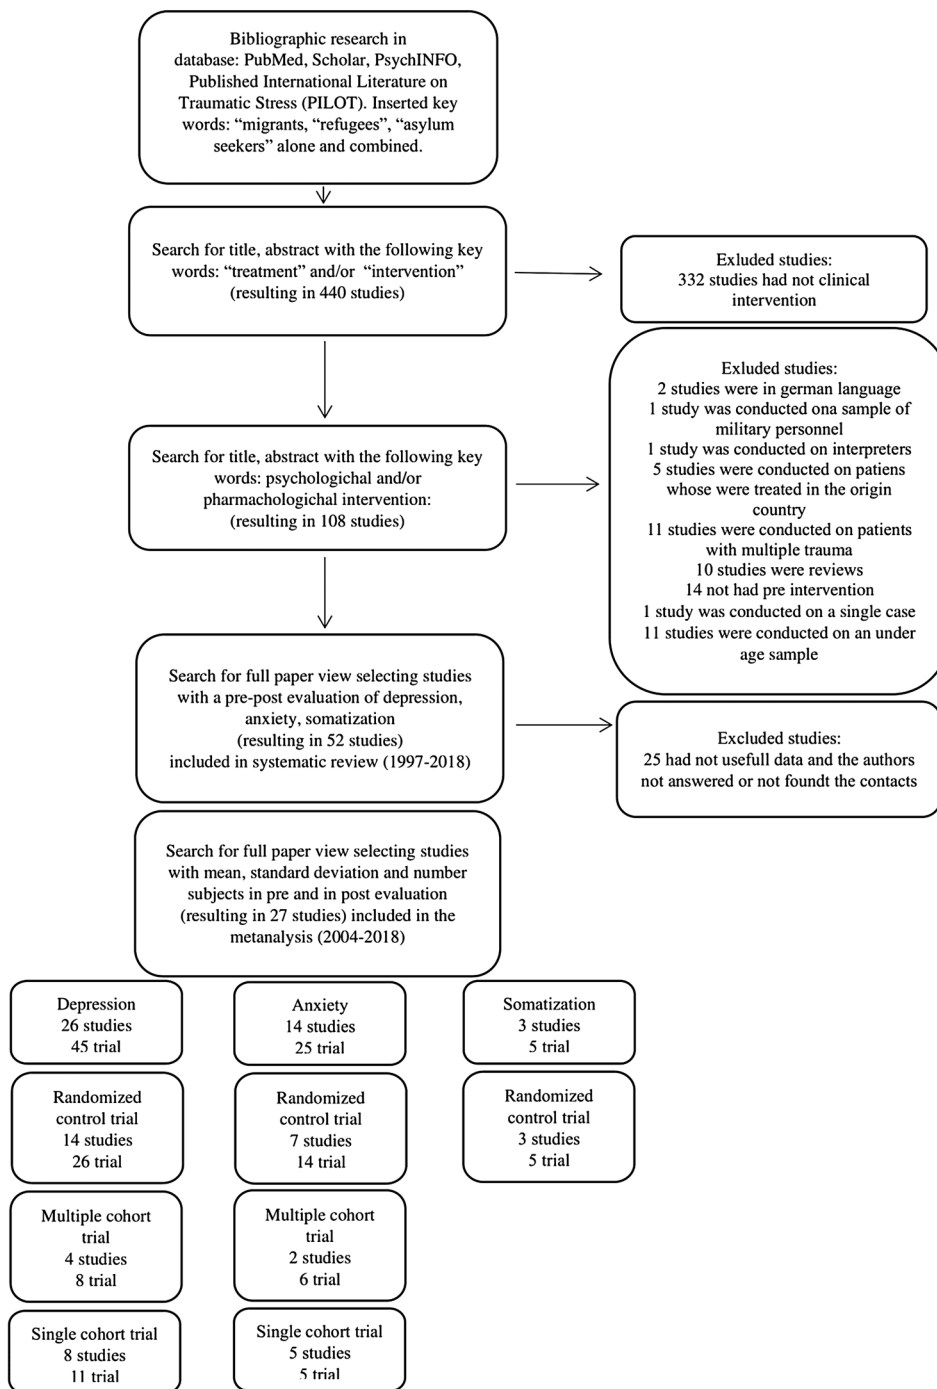 Bibliographic research in
database: PubMed, Scholar, PsychINFO,
Published International Literature on
Traumatic Stress (PILOT). Inserted key
words: “migrants, “refugees”, “asylum
seekers” alone and combined.
Search for title, abstract with the following key
words: “treatment” and/or “intervention”
(resulting in 440 studies)
Exluded studies:
332 studies had not clinical
intervention
Search for title, abstract with the following key
words: psychologichal and/or
pharmachologichal intervention:
(resulting in 108 studies)
Exluded studies:
2 studies were in german language
1 study was conducted ona sample of
military personnel
1 study was conducted on interpreters
5 studies were conducted on patiens
whose were treated in the origin
country
11 studies were conducted on patients
with multiple trauma
10 studies were reviews
14 not had pre intervention
1 study was conducted on a single case
11 studies were conducted on an under
age sample
Search for full paper view selecting studies
with a pre-post evaluation of depression,
anxiety, somatization
(resulting in 52 studies)
included in systematic review (1997-2018)
Excluded studies:
25 had not usefull data and the authors
not answered or not foundt the contacts
Search for full paper view selecting studies
with mean, standard deviation and number
subjects in pre and in post evaluation
(resulting in 27 studies) included in the
metanalysis (2004-2018)
Depression
26 studies
45 trial
Anxiety
14 studies
25 trial
Somatization
3 studies
5 trial
Randomized
control trial
14 studies
26 trial
Randomized
control trial
7 studies
14 trial
Randomized
control trial
3 studies
5 trial
Multiple cohort
trial
4 studies
8 trial
Multiple cohort
trial
2 studies
6 trial
Single cohort trial
8 studies
11 trial
Single cohort trial
5 studies
5 trial